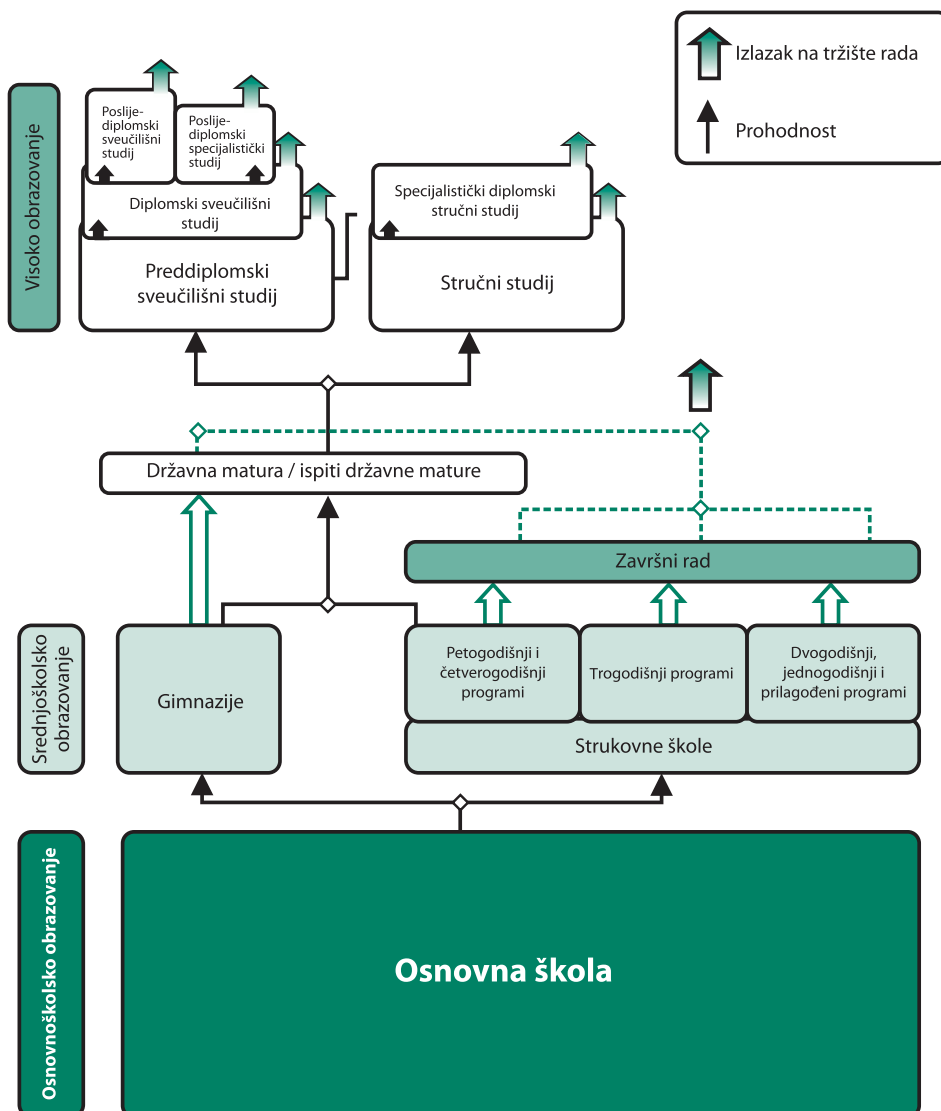 Izlazak na tržište rada
Prohodnost
Visoko obrazovanje
Poslije-
diplomski
sveučilišni
studij
Poslije-
diplomski
specijalistički
studij
Diplomski sveučilišni
studij
Preddiplomski
sveučilišni studij
Specijalistički diplomski
stručni studij
Stručni studij
Državna matura / ispiti državne mature
Završni rad
Srednjoškolsko
obrazovanje
Gimnazije
Petogodišnji i
četverogodišnji
programi
Trogodišnji programi
Dvogodišnji,
jednogodišnji i
prilagođeni programi
Strukovne škole
Osnovnoškolsko obrazovanje
Osnovna škola